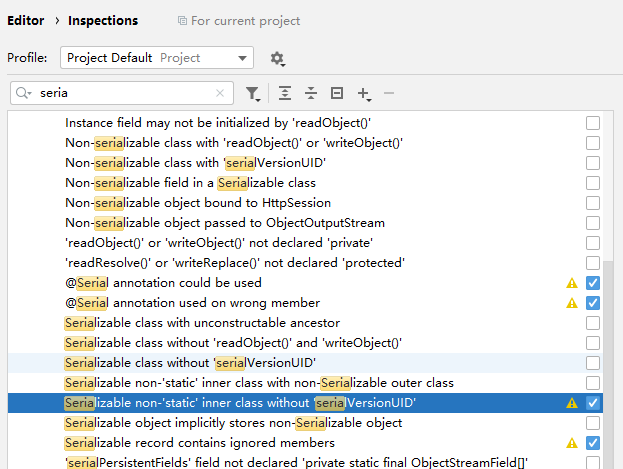 Editor › Inspections For current project
Profile: Project Default Project
seria
Instance field may not be initialized by 'readObject()'
Non-serializable class with 'readObject()' or 'writeObject()'
Non-serializable class with 'serialVersionUID'
Non-serializable field in a Serializable class
Non-serializable object bound to HttpSession
Non-serializable object passed to ObjectOutputStream
'readObject()' or 'writeObject()' not declared 'private'
'readResolve()' or 'writeReplace()' not declared 'protected'
@Serial annotation could be used
@Serial annotation used on wrong member
Serializable class with unconstructable ancestor
Serializable class without 'readObject()' and 'writeObject()'
Serializable class without 'serialVersionUID'
Serializable non-'static' inner class with non-Serializable outer class
Serializable non-'static' inner class without 'serialVersionUID'
Serializable object implicitly stores non-Serializable object
Serializable record contains ignored members
'serialPersistentFields' field not declared 'private static final ObjectStreamField[]'